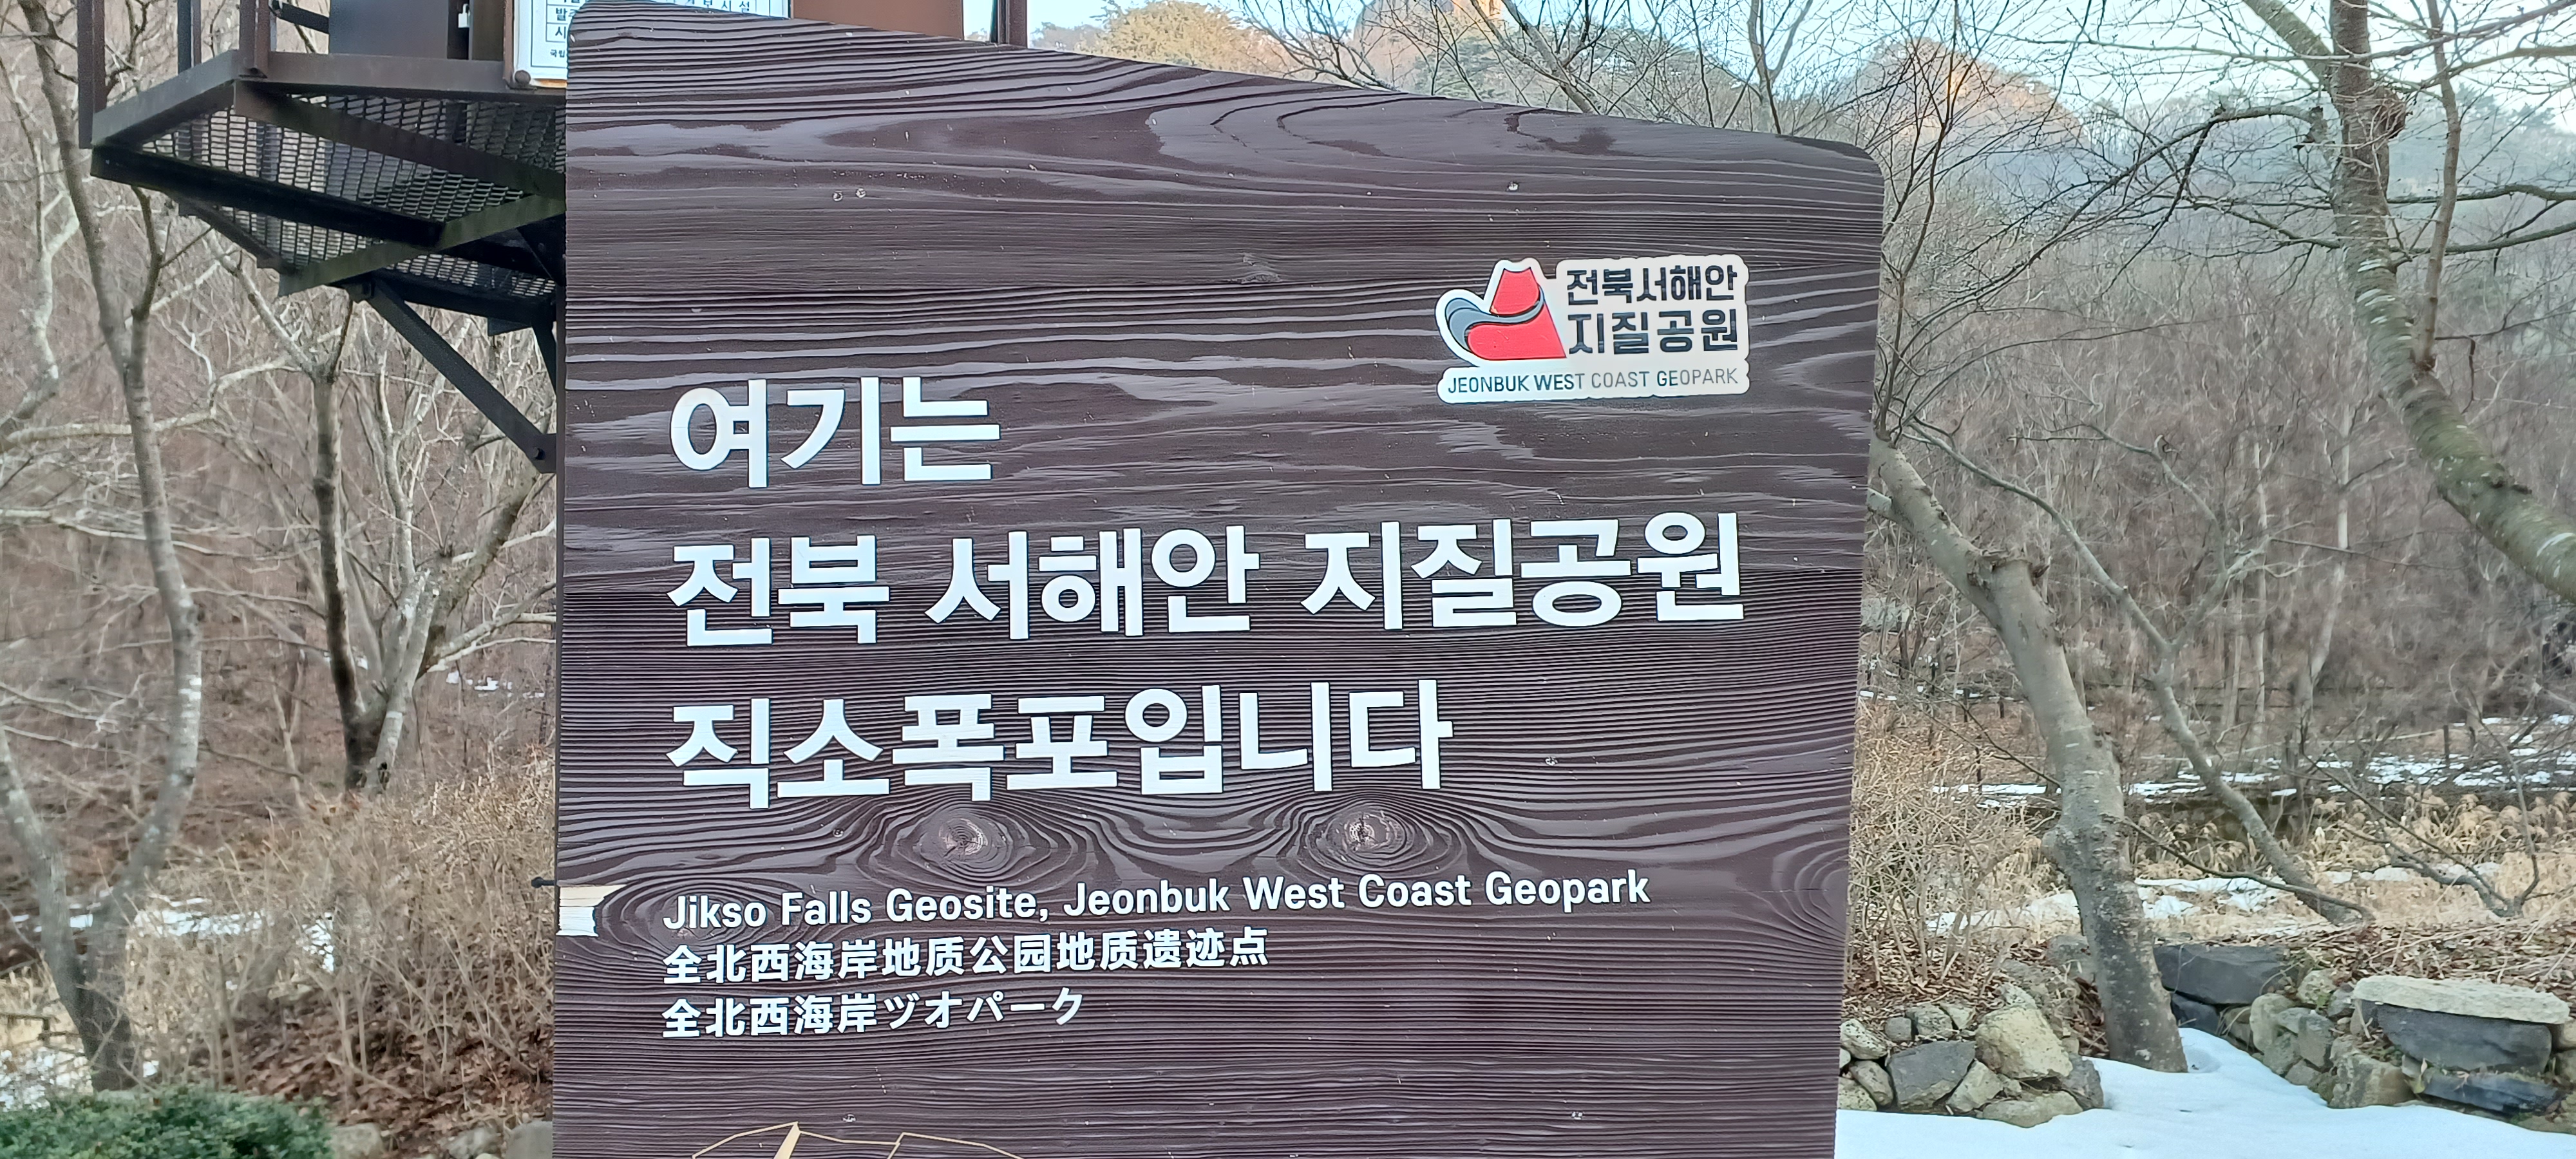 전북서해안
지질공원
JEONBUK WEST COAST GEOPARK
여기는
전북 서해안 지질공원
직소폭포입니다
Jikso Falls Geosite, Jeonbuk West Coast Geopark
全北西海岸地质公园地质遗迹点
全北西海岸ヅオパーク